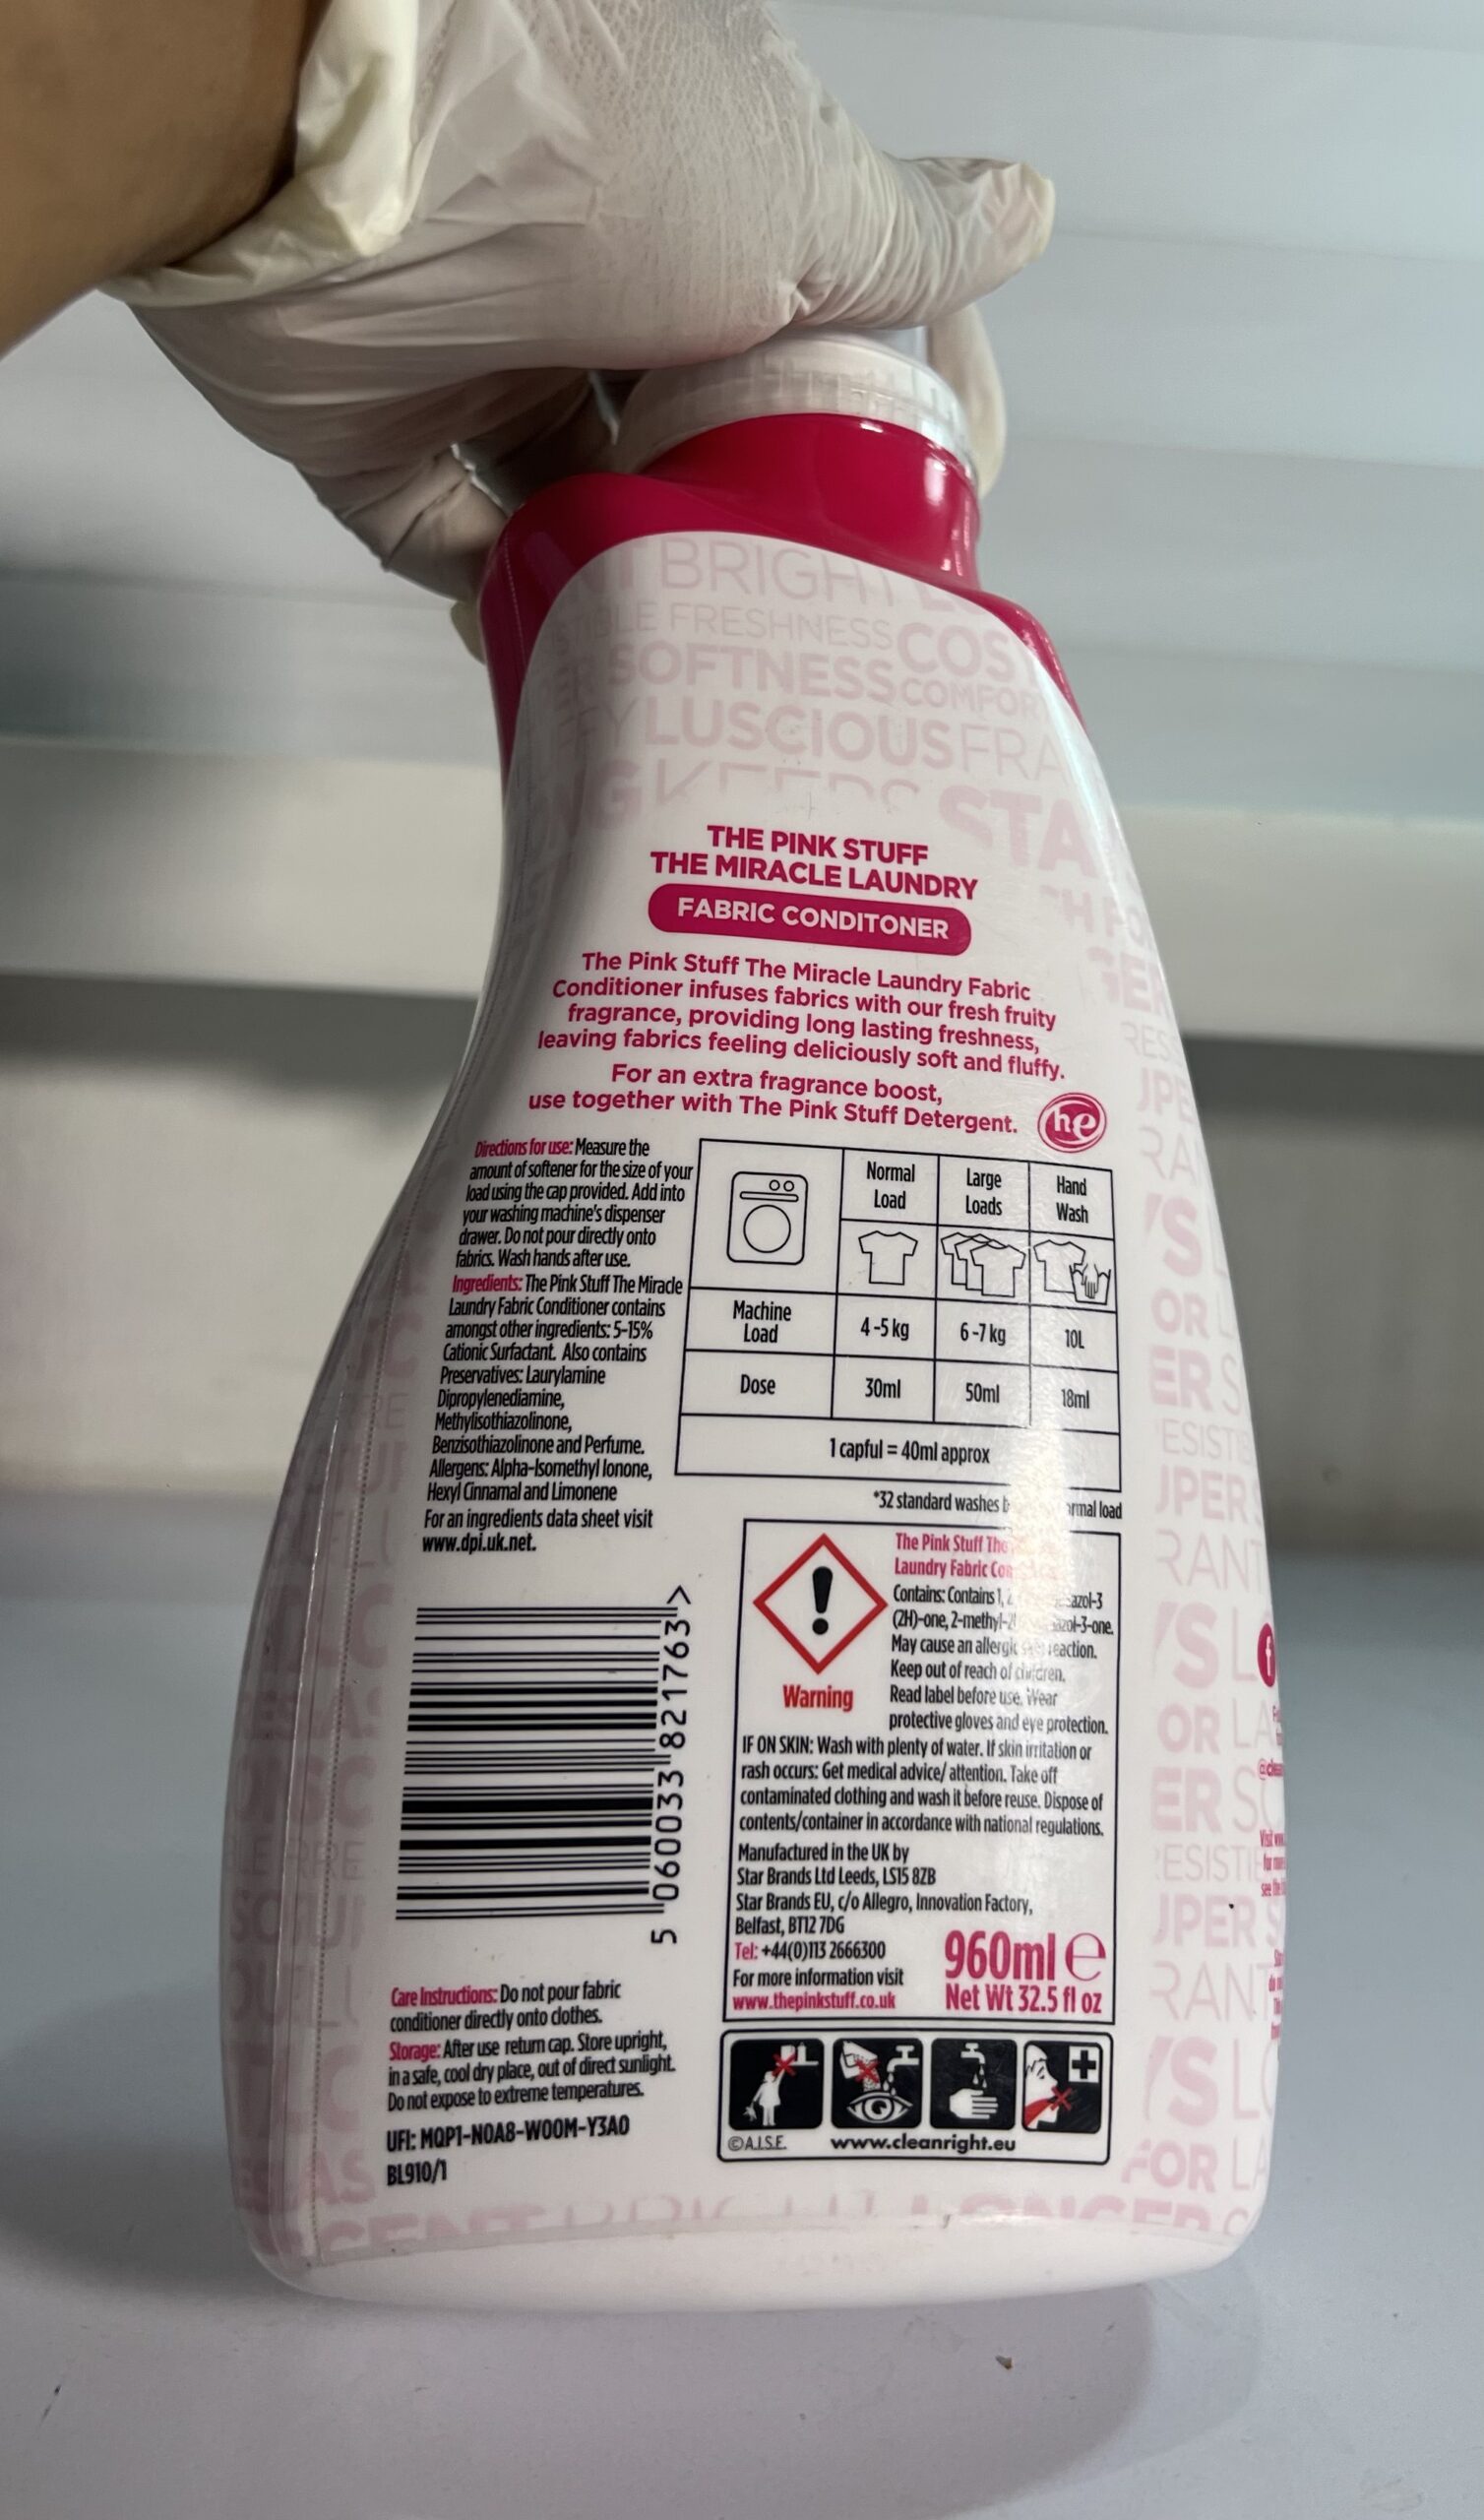 BRIGHT
FRESHNESS
SOFTNESS
LUSCIOUS
THE PINK STUFF
THE MIRACLE LAUNDRY
FABRIC CONDITONER
The Pink Stuff The Miracle Laundry Fabric
Conditioner infuses fabrics with our fresh fruity
fragrance, providing long lasting freshness,
leaving fabrics feeling deliciously soft and fluffy.
For an extra fragrance boost,
use together with The Pink Stuff Detergent.
he
Directions for use: Measure the
amount of softener for the size of your
load using the cap provided. Add into
your washing machine's dispenser
drawer. Do not pour directly onto
fabrics. Wash hands after use.
Ingredients: The Pink Stuff The Miracle
Laundry Fabric Conditioner contains
amongst other ingredients: 5-15%
Cationic Surfactant. Also contains
Preservatives: Laurylamine
Dipropylenediamine,
Methylisothiazolinone,
Benzisothiazolinone and Perfume.
Allergens: Alpha-Isomethyl Ionone,
Hexyl Cinnamal and Limonene
For an ingredients data sheet visit
www.dpi.uk.net.
Normal Load Large Loads Hand Wash
Machine Load 4-5 kg 6-7 kg 10L
Dose 30ml 50ml 18ml
1 capful = 40ml approx
*32 standard washes load
The Pink Stuff The
Laundry Fabric
Contains: Contains 1,
(2H)-one, 2-methyl-
May cause an allergic skin reaction.
Keep out of reach of children.
Read label before use. Wear
protective gloves and eye protection.
Warning
IF ON SKIN: Wash with plenty of water. If skin irritation or
rash occurs: Get medical advice/ attention. Take off
contaminated clothing and wash it before reuse. Dispose of
contents/container in accordance with national regulations.
Manufactured in the UK by
Star Brands Ltd Leeds, LS15 8ZB
Star Brands EU, c/o Allegro, Innovation Factory,
Belfast, BT12 7DG
Tel: +44(0)113 2666300
For more information visit
www.thepinkstuff.co.uk
960ml e
Net Wt 32.5 fl oz
5 060033 821763 >
Care Instructions: Do not pour fabric
conditioner directly onto clothes.
Storage: After use return cap. Store upright,
in a safe, cool dry place, out of direct sunlight.
Do not expose to extreme temperatures.
UFI: MQP1-N0A8-W00M-Y3A0
BL910/1
©A.I.S.E. www.cleanright.eu